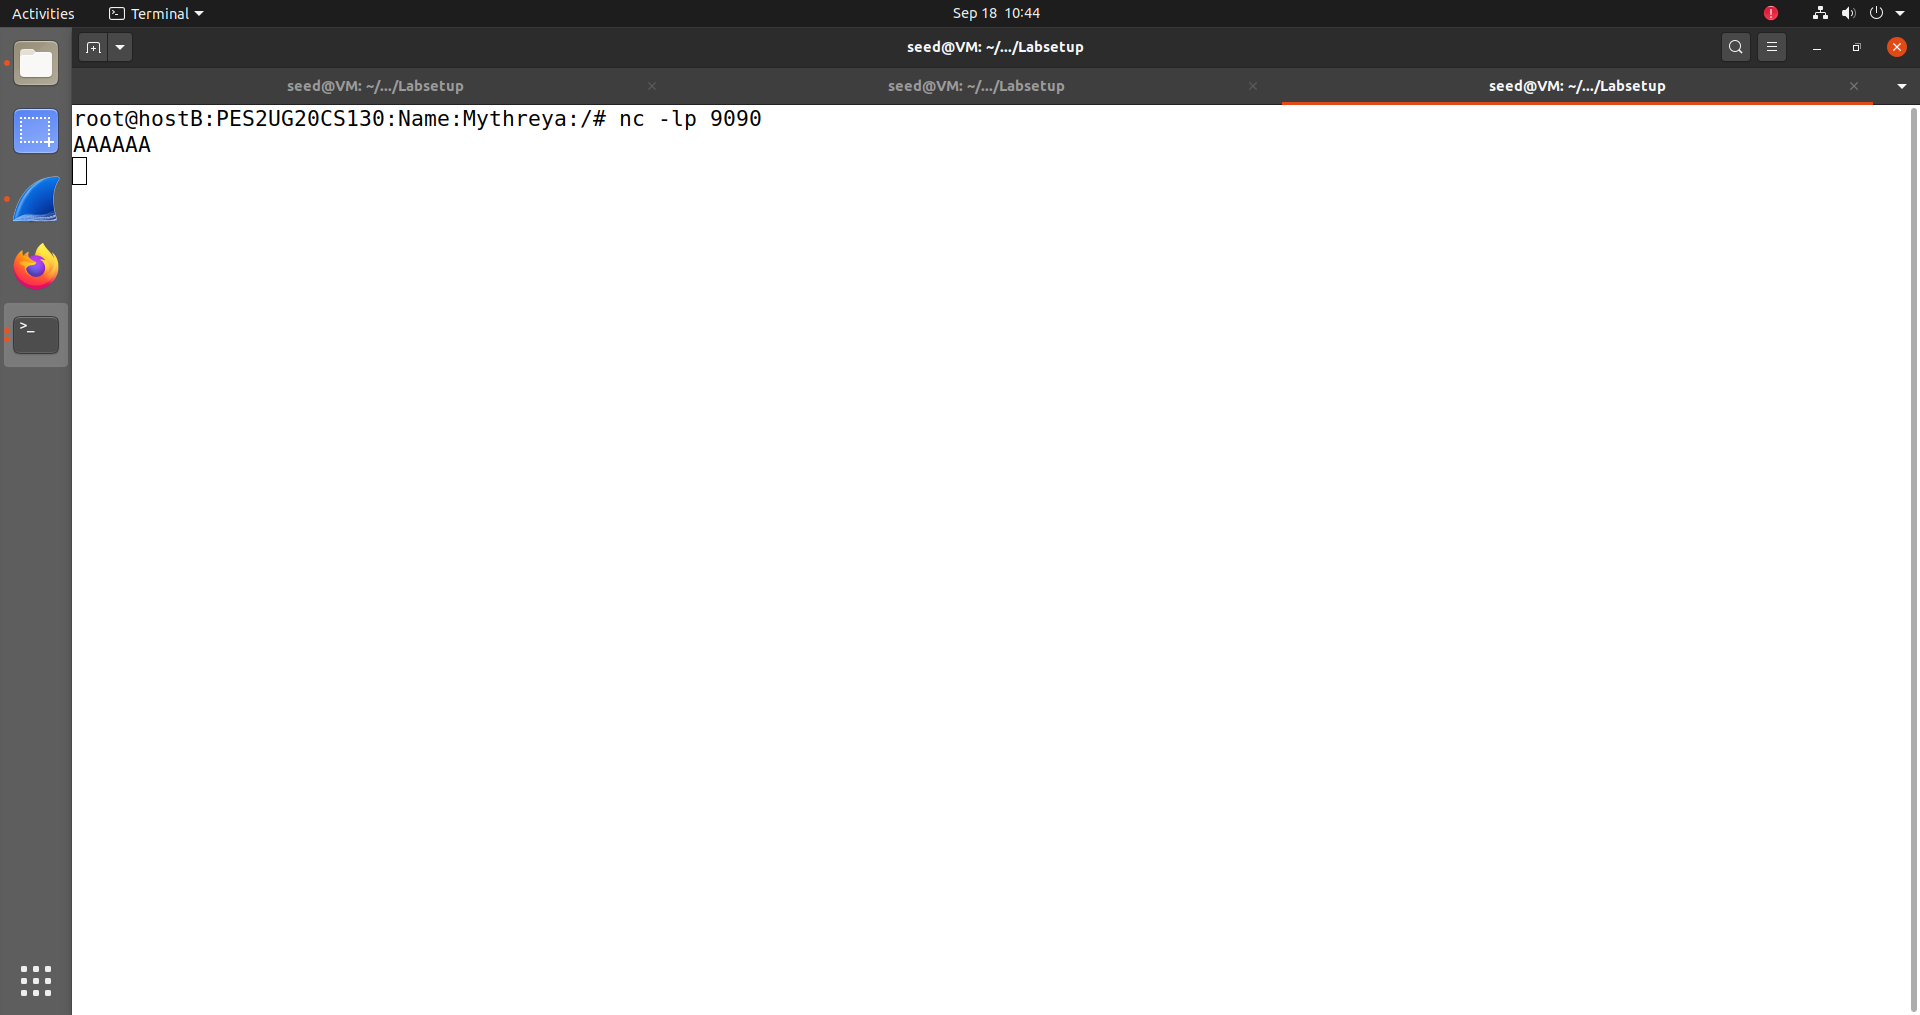 Activities
Terminal
Sep 18 10:44
seed@VM: ~/.../Labsetup
seed@VM: ~/.../Labsetup
seed@VM: ~/.../Labsetup
seed@VM: ~/.../Labsetup
root@hostB:PES2UG20CS130:Name:Mythreya:/# nc -lp 9090
AAAAAA
>_